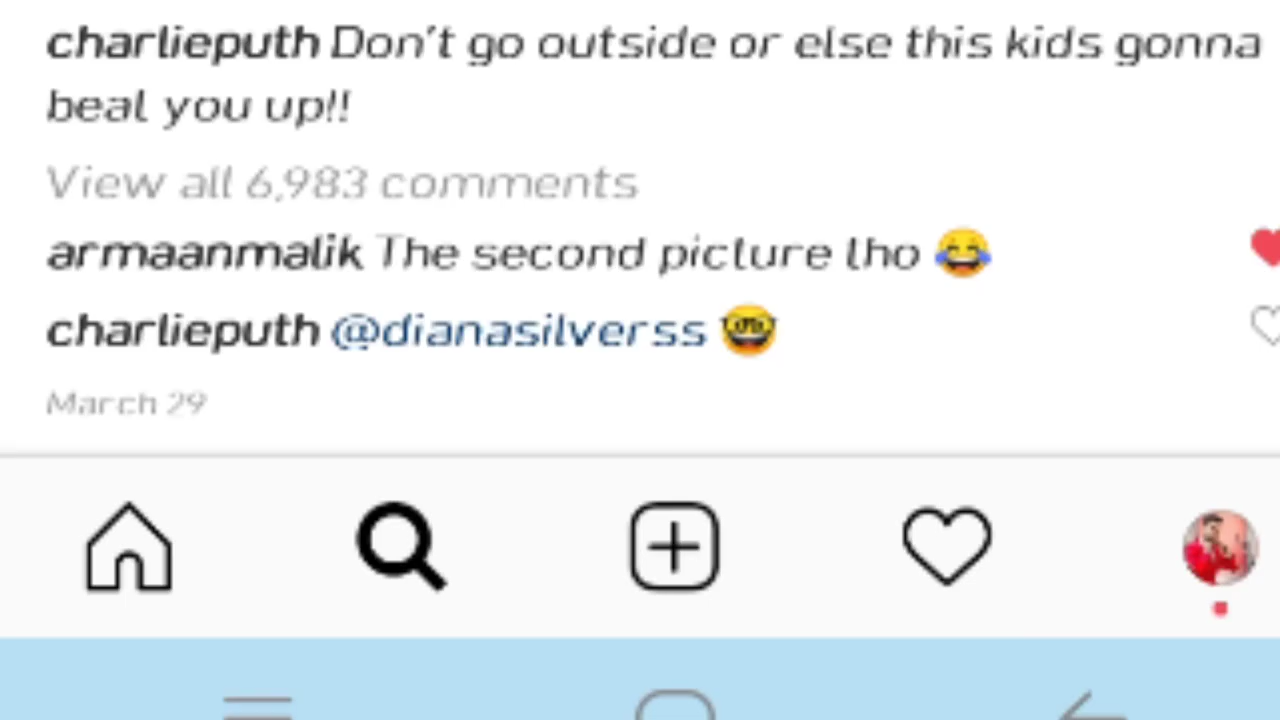 charlieputh Don't go outside or else this kids gonna
beat you up!!
View all 6,983 comments
armaanmalik The second picture tho 😂
charlieputh @dianasilverss 🤓
March 29